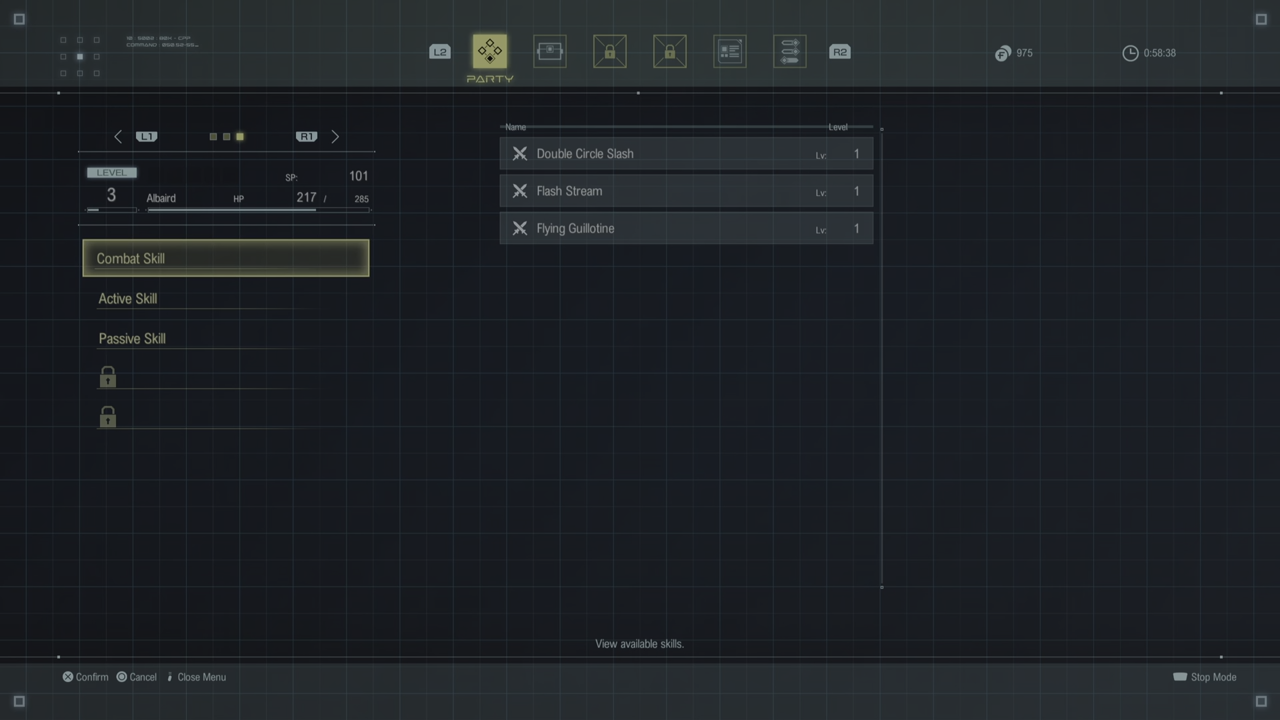 L2
R2
PARTY
975
0:58:38
L1
R1
LEVEL
3
SP: 101
Albaird HP 217 / 285
Combat Skill
Active Skill
Passive Skill
Name Level
Double Circle Slash Lv: 1
Flash Stream Lv: 1
Flying Guillotine Lv: 1
View available skills.
Confirm Cancel Close Menu
Stop Mode